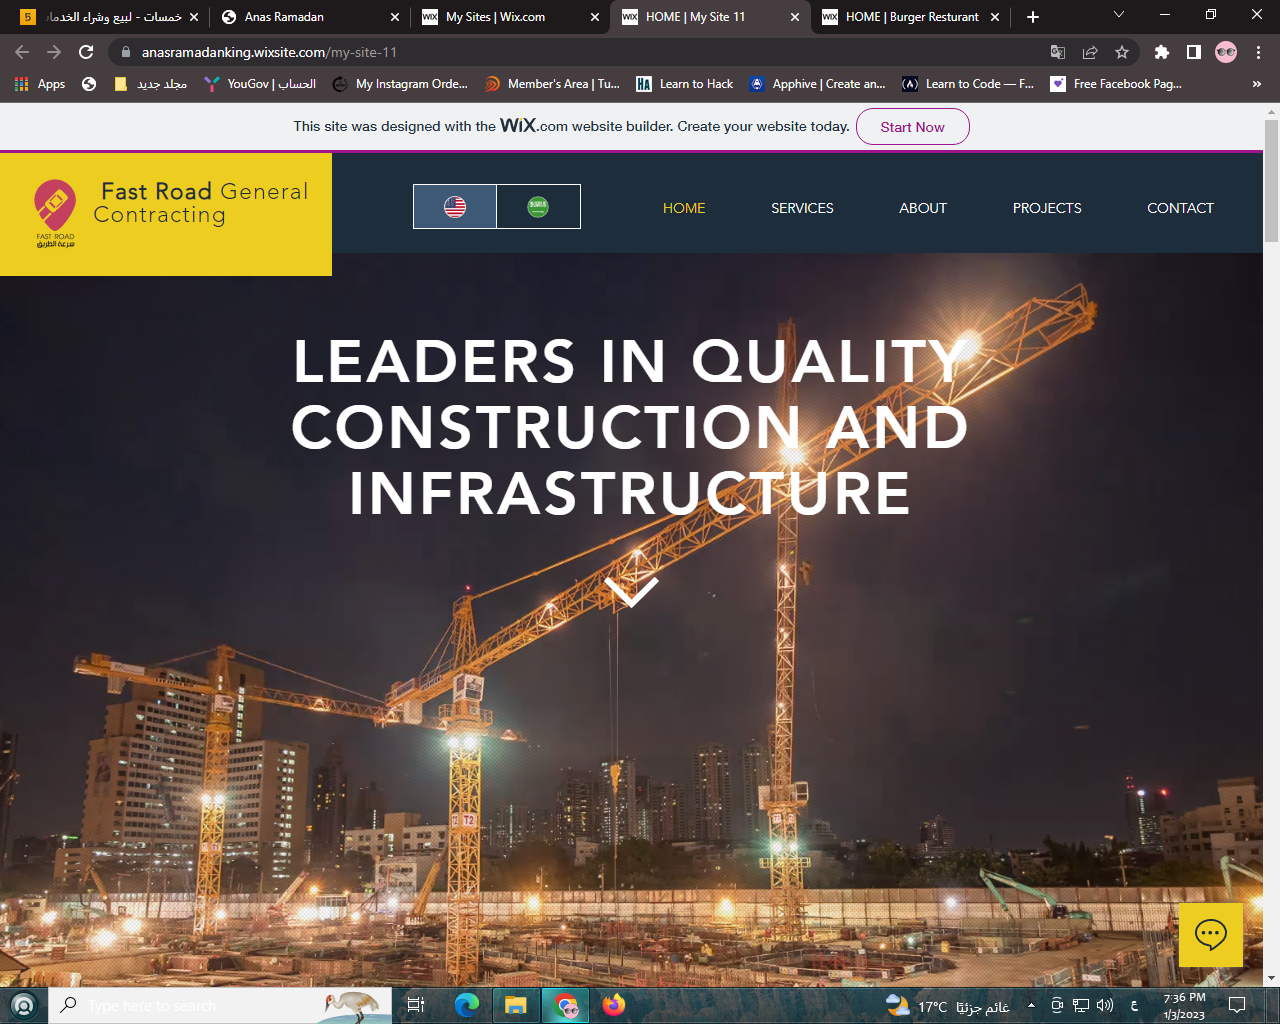 خمسات - لبيع وشراء الخدمات
Anas Ramadan
My Sites | Wix.com
HOME | My Site 11
HOME | Burger Resturant
anasramadanking.wixsite.com/my-site-11
Apps
مجلد جديد
YouGov | الحساب
My Instagram Orde...
Member's Area | Tu...
Learn to Hack
Apphive | Create an...
Learn to Code — F...
Free Facebook Pag...
This site was designed with the WiX.com website builder. Create your website today.
Start Now
FAST ROAD
سرعة الطريق
Fast Road General
Contracting
HOME
SERVICES
ABOUT
PROJECTS
CONTACT
LEADERS IN QUALITY
CONSTRUCTION AND
INFRASTRUCTURE
T2
Type here to search
17°C غائم جزئيًا
ع
7:36 PM
1/3/2023